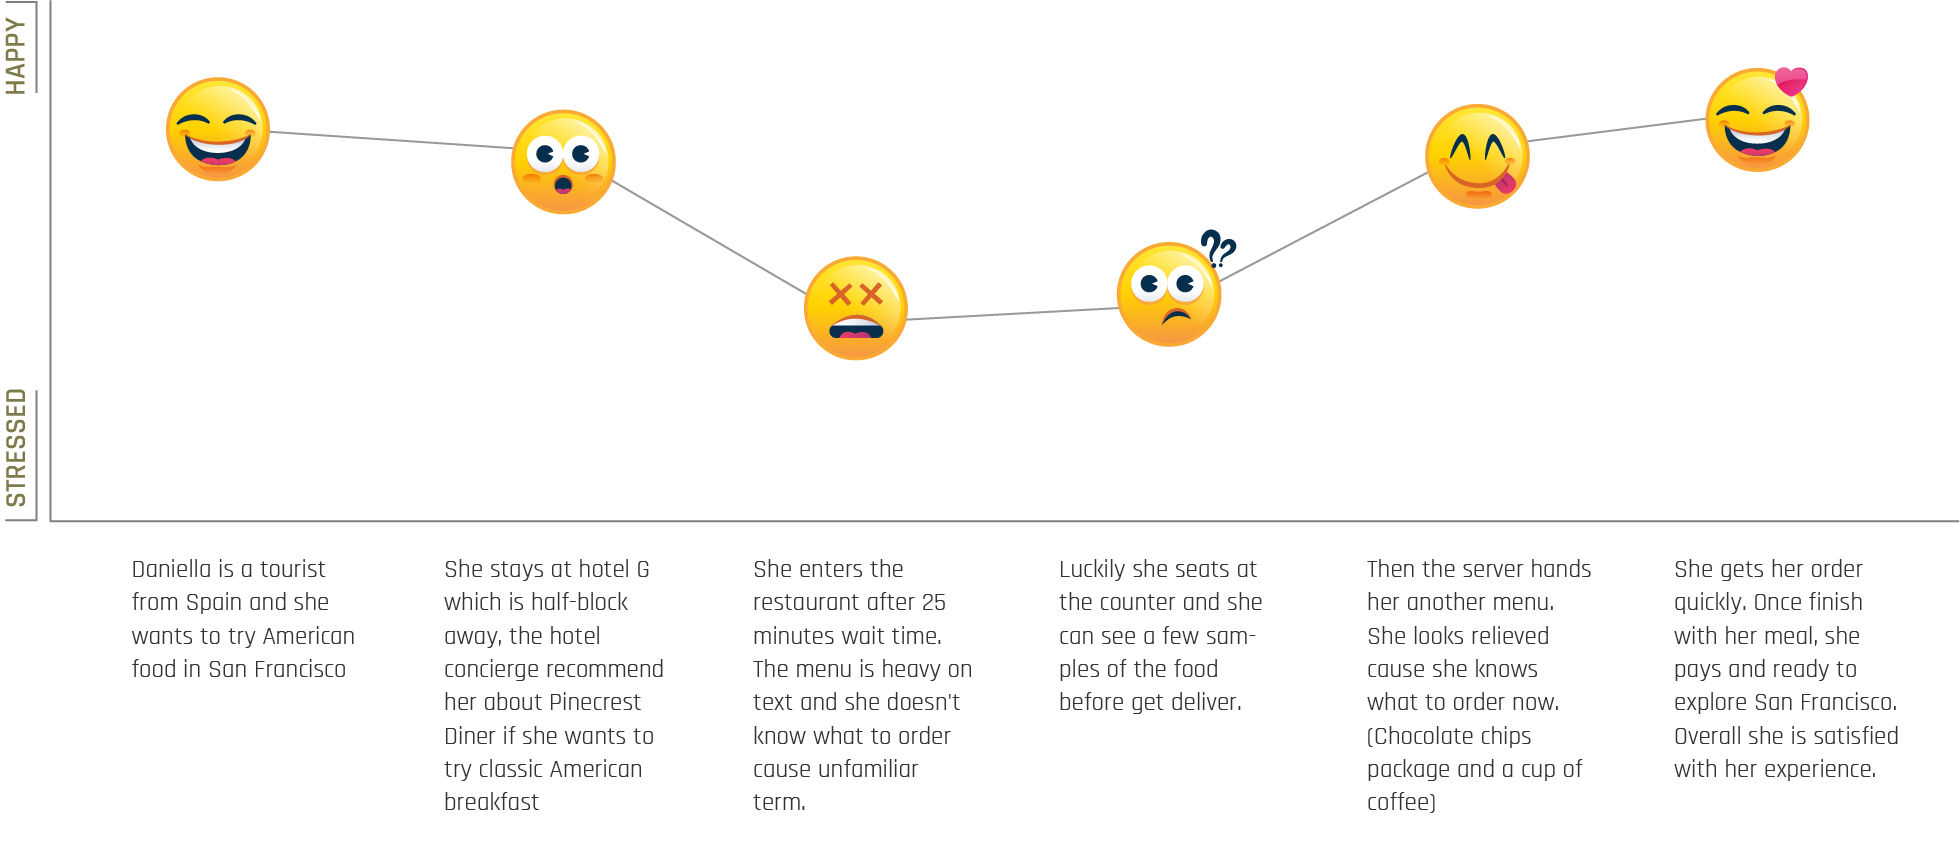 HAPPY
STRESSED
??
Daniella is a tourist
from Spain and she
wants to try American
food in San Francisco
She stays at hotel G
which is half-block
away, the hotel
concierge recommend
her about Pinecrest
Diner if she wants to
try classic American
breakfast
She enters the
restaurant after 25
minutes wait time.
The menu is heavy on
text and she doesn't
know what to order
cause unfamiliar
term.
Luckily she seats at
the counter and she
can see a few sam-
ples of the food
before get deliver.
Then the server hands
her another menu.
She looks relieved
cause she knows
what to order now.
(Chocolate chips
package and a cup of
coffee)
She gets her order
quickly. Once finish
with her meal, she
pays and ready to
explore San Francisco.
Overall she is satisfied
with her experience.